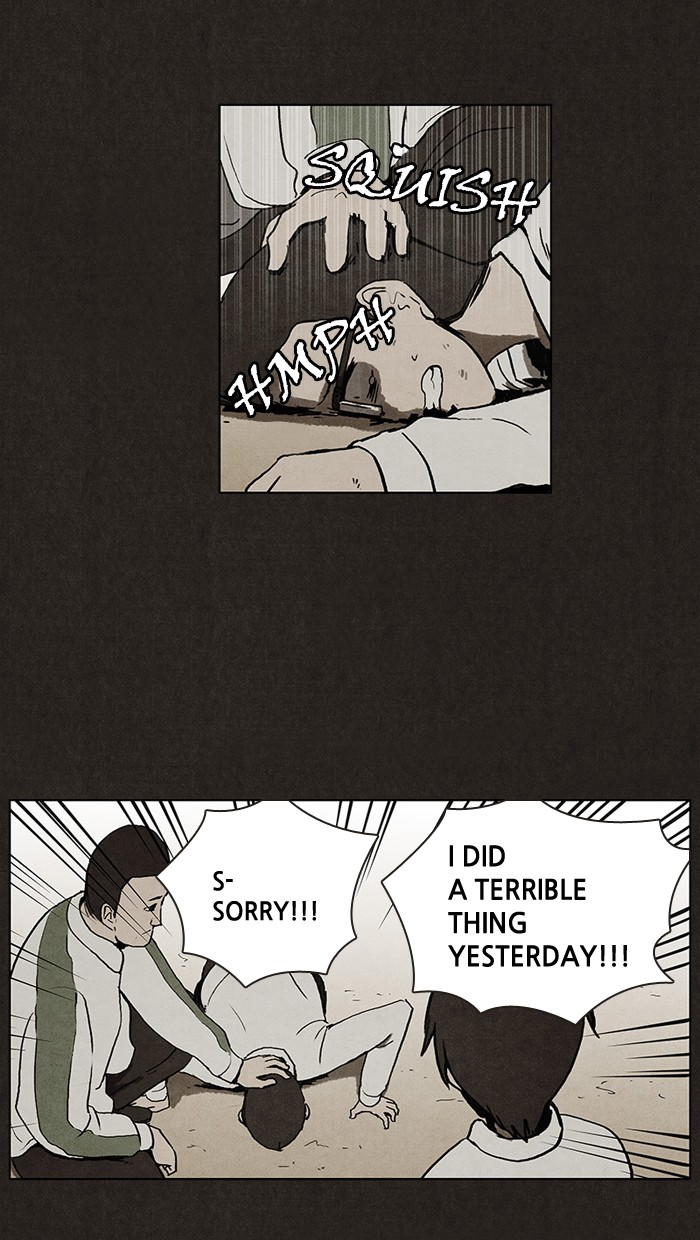 SQUISH
HMPH
S-
SORRY!!!
I DID
A TERRIBLE
THING
YESTERDAY!!!